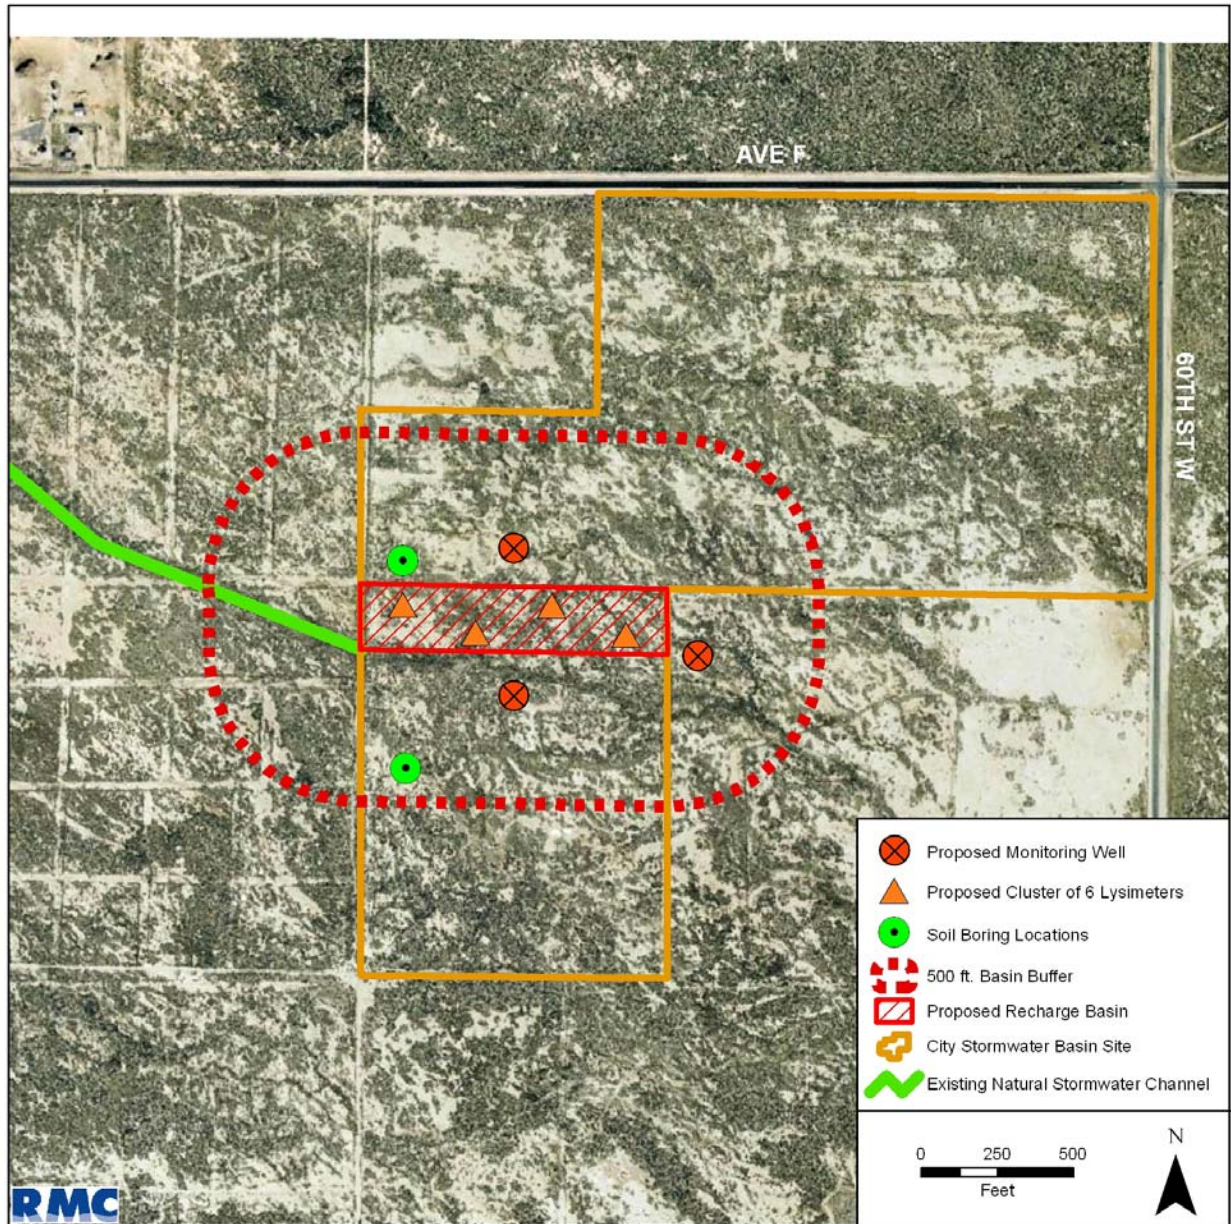 AVE F
60TH ST W
Proposed Monitoring Well
Proposed Cluster of 6 Lysimeters
Soil Boring Locations
500 ft. Basin Buffer
Proposed Recharge Basin
City Stormwater Basin Site
Existing Natural Stormwater Channel
0 250 500
Feet
N
RMC